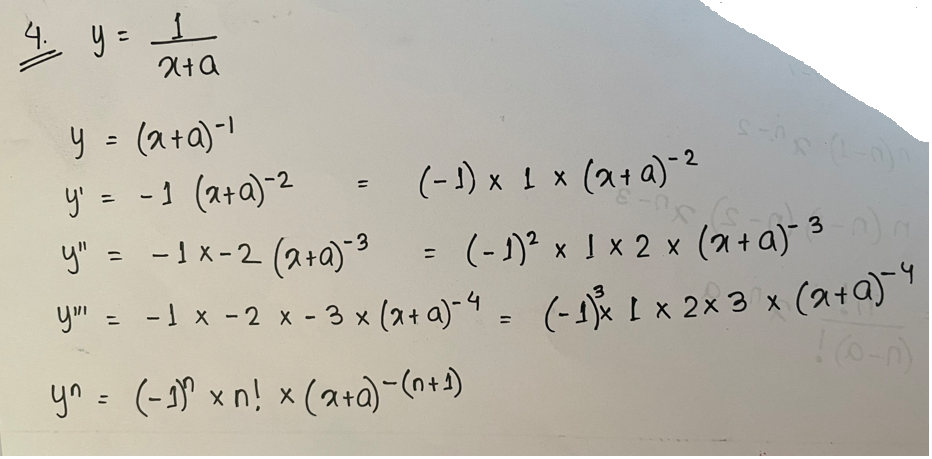 4. y = 1/(x+a)
y = (x+a)⁻¹
y' = -1 (x+a)⁻² = (-1) × 1 × (x+a)⁻²
y'' = -1 × -2 (x+a)⁻³ = (-1)² × 1 × 2 × (x+a)⁻³
y''' = -1 × -2 × -3 × (x+a)⁻⁴ = (-1)³ × 1 × 2 × 3 × (x+a)⁻⁴
yⁿ = (-1)ⁿ × n! × (x+a)⁻⁽ⁿ⁺¹⁾